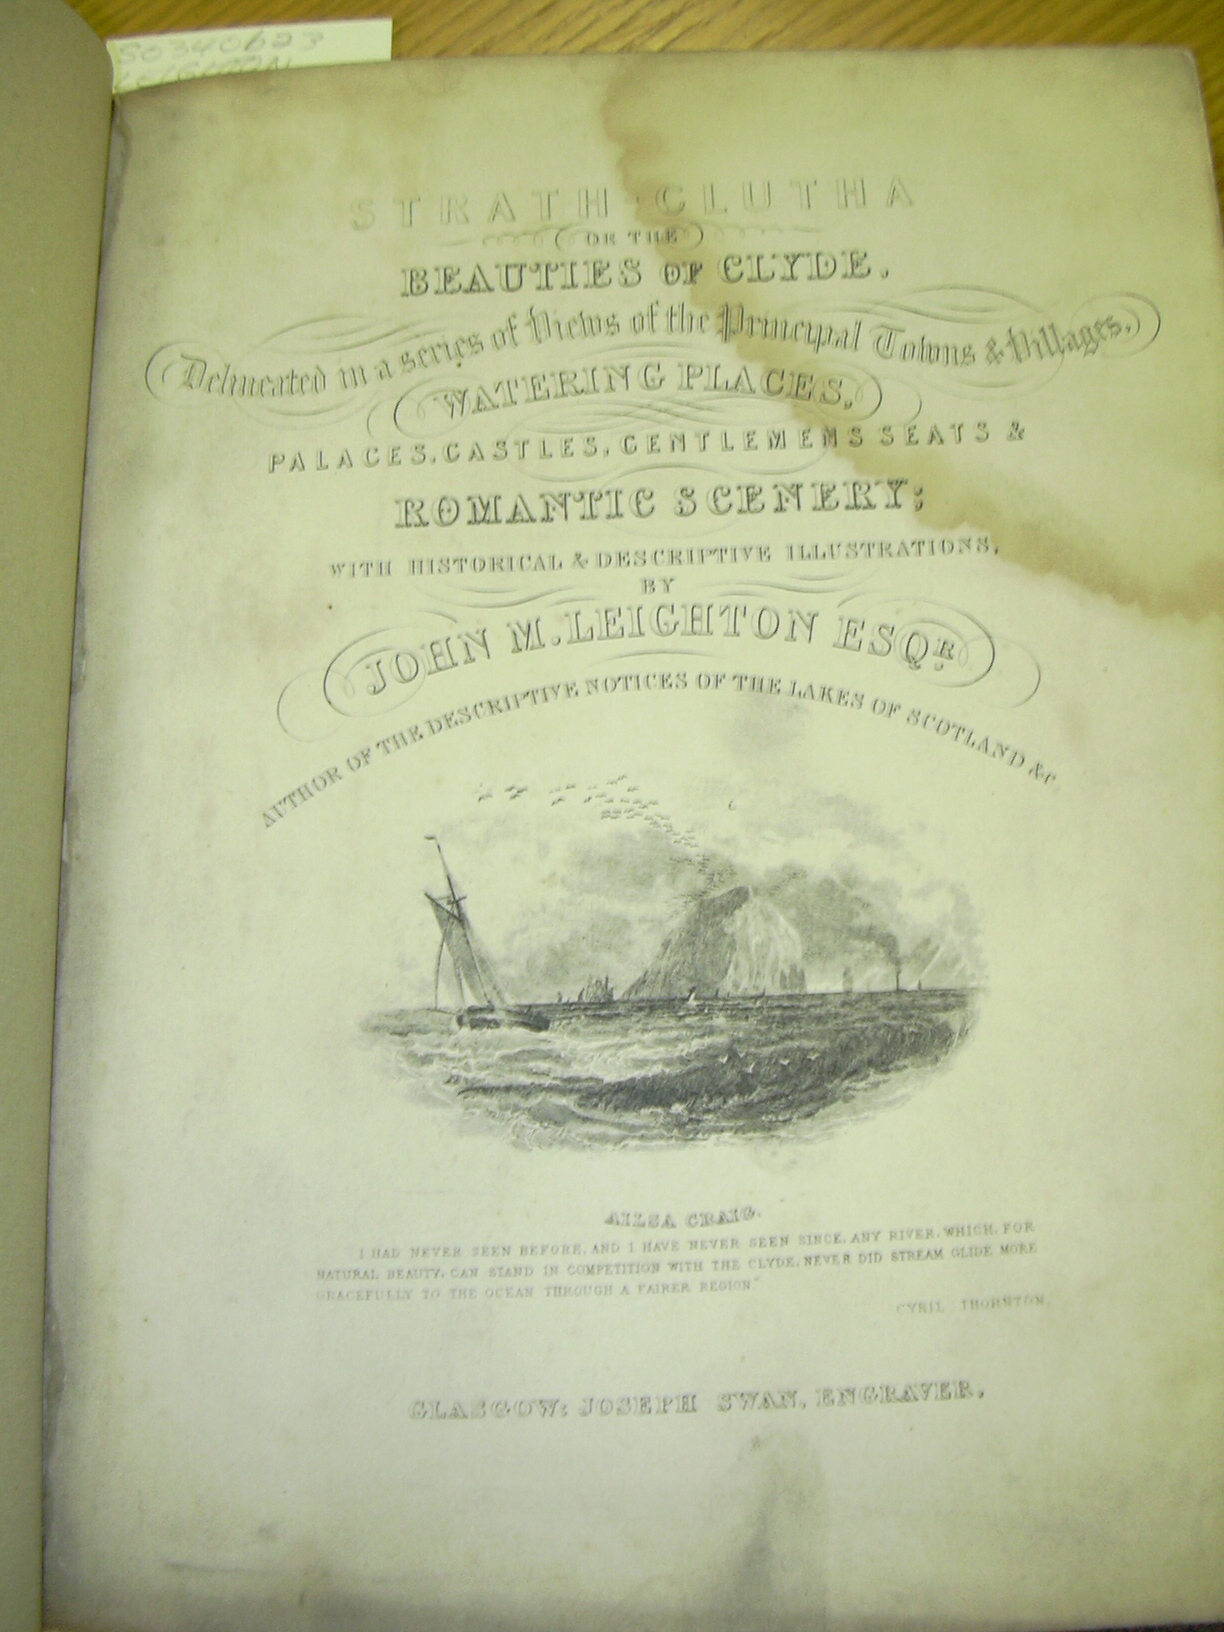 S0340623
LEIGHTON
STRATH-CLUTHA
OR THE
BEAUTIES OF CLYDE.
Delineated in a series of Views of the Principal Towns & Villages,
WATERING PLACES,
PALACES, CASTLES, GENTLEMENS SEATS &
ROMANTIC SCENERY;
WITH HISTORICAL & DESCRIPTIVE ILLUSTRATIONS,
BY
JOHN M. LEIGHTON ESQR.
AUTHOR OF THE DESCRIPTIVE NOTICES OF THE LAKES OF SCOTLAND &c
AILSA CRAIG.
I HAD NEVER SEEN BEFORE, AND I HAVE NEVER SEEN SINCE, ANY RIVER, WHICH, FOR
NATURAL BEAUTY, CAN STAND IN COMPETITION WITH THE CLYDE, NEVER DID STREAM GLIDE MORE
GRACEFULLY TO THE OCEAN THROUGH A FAIRER REGION."
CYRIL THORNTON.
GLASGOW: JOSEPH SWAN, ENGRAVER.